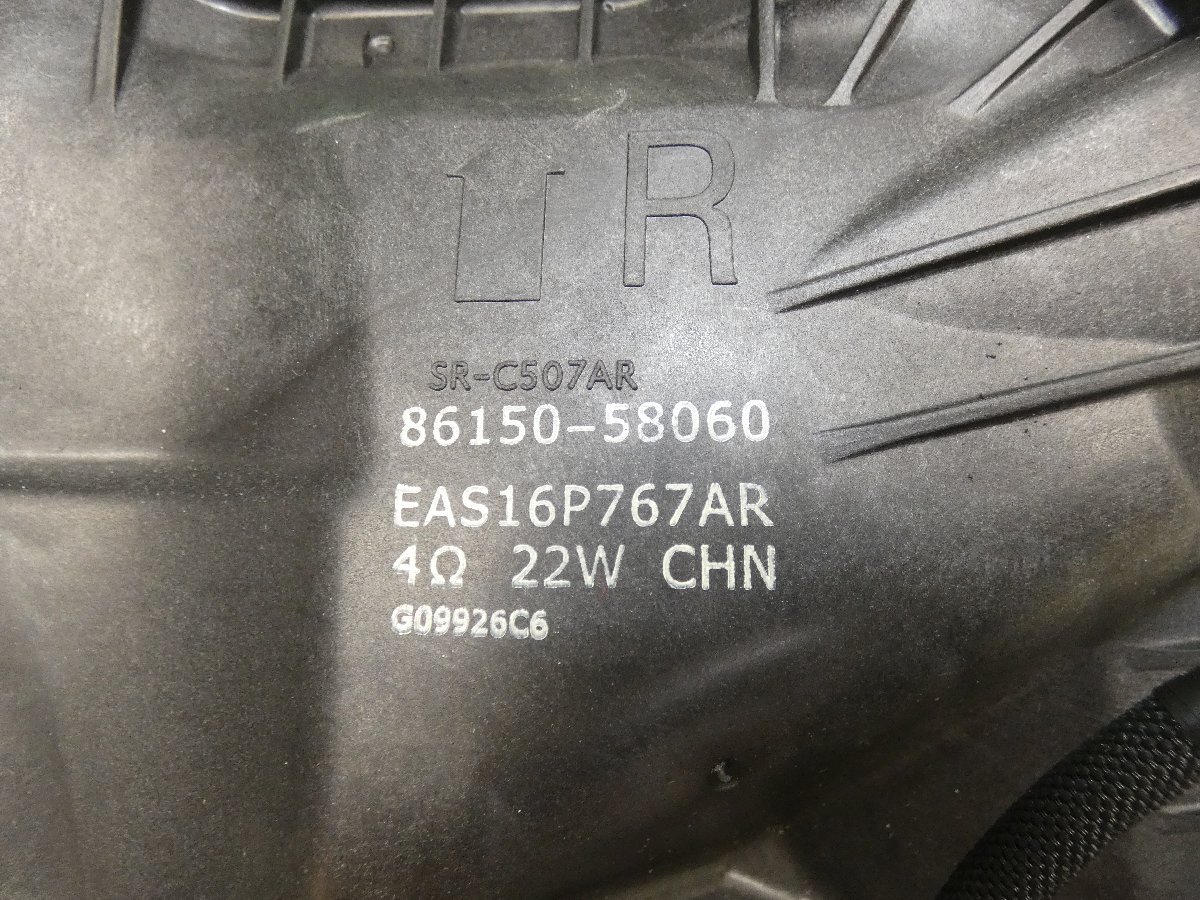 R
SR-C507AR
86150-58060
EAS16P767AR
4Ω 22W CHN
G09926C6